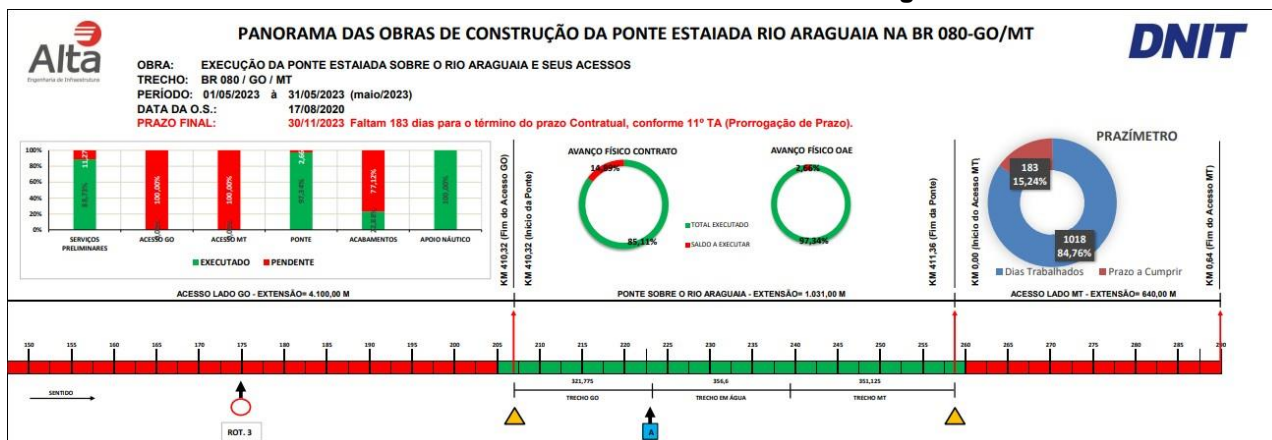 Alta
Engenharia de Infraestrutura
PANORAMA DAS OBRAS DE CONSTRUÇÃO DA PONTE ESTAIADA RIO ARAGUAIA NA BR 080-GO/MT
DNIT
OBRA: EXECUÇÃO DA PONTE ESTAIADA SOBRE O RIO ARAGUAIA E SEUS ACESSOS
TRECHO: BR 080 / GO / MT
PERÍODO: 01/05/2023 à 31/05/2023 (maio/2023)
DATA DA O.S.: 17/08/2020
PRAZO FINAL: 30/11/2023 Faltam 183 dias para o término do prazo Contratual, conforme 11º TA (Prorrogação de Prazo).
100%
80%
60%
40%
20%
0%
100,00%
100,00%
97,34%
77,12%
100,00%
SERVIÇOS PRELIMINARES
ACESSO GO
ACESSO MT
PONTE
ACABAMENTOS
APOIO NÁUTICO
EXECUTADO
PENDENTE
KM 410,32 (Fim do Acesso GO)
KM 410,32 (Inicio da Ponte)
AVANÇO FÍSICO CONTRATO
14,89%
85,11%
AVANÇO FÍSICO OAE
2,66%
97,34%
TOTAL EXECUTADO
SALDO A EXECUTAR
KM 411,36 (Fim da Ponte)
KM 0,00 (Inicio do Acesso MT)
PRAZÍMETRO
183
15,24%
1018
84,76%
Dias Trabalhados
Prazo a Cumprir
KM 0,64 (Fim do Acesso MT)
ACESSO LADO GO - EXTENSÃO= 4.100,00 M
PONTE SOBRE O RIO ARAGUAIA - EXTENSÃO= 1.031,00 M
ACESSO LADO MT - EXTENSÃO= 640,00 M
150 155 160 165 170 175 180 185 190 195 200 205 210 215 220 225 230 235 240 245 250 255 260 265 270 275 280 285 290
SENTIDO
321,775
356,6
351,125
TRECHO GO
TRECHO EM ÁGUA
TRECHO MT
ROT. 3
A